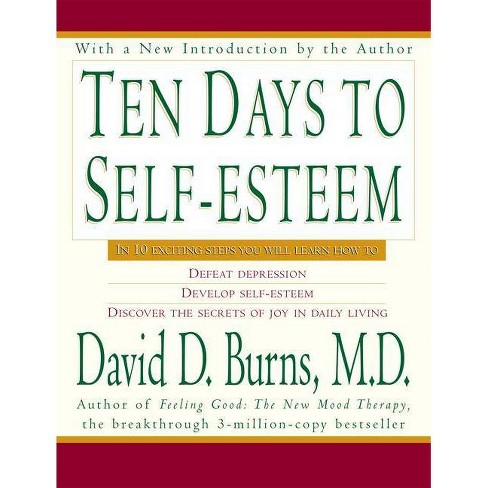 With a New Introduction by the Author
TEN DAYS TO
SELF-ESTEEM
IN 10 EXCITING STEPS YOU WILL LEARN HOW TO
DEFEAT DEPRESSION
DEVELOP SELF-ESTEEM
DISCOVER THE SECRETS OF JOY IN DAILY LIVING
David D. Burns, M.D.
Author of Feeling Good: The New Mood Therapy,
the breakthrough 3-million-copy bestseller